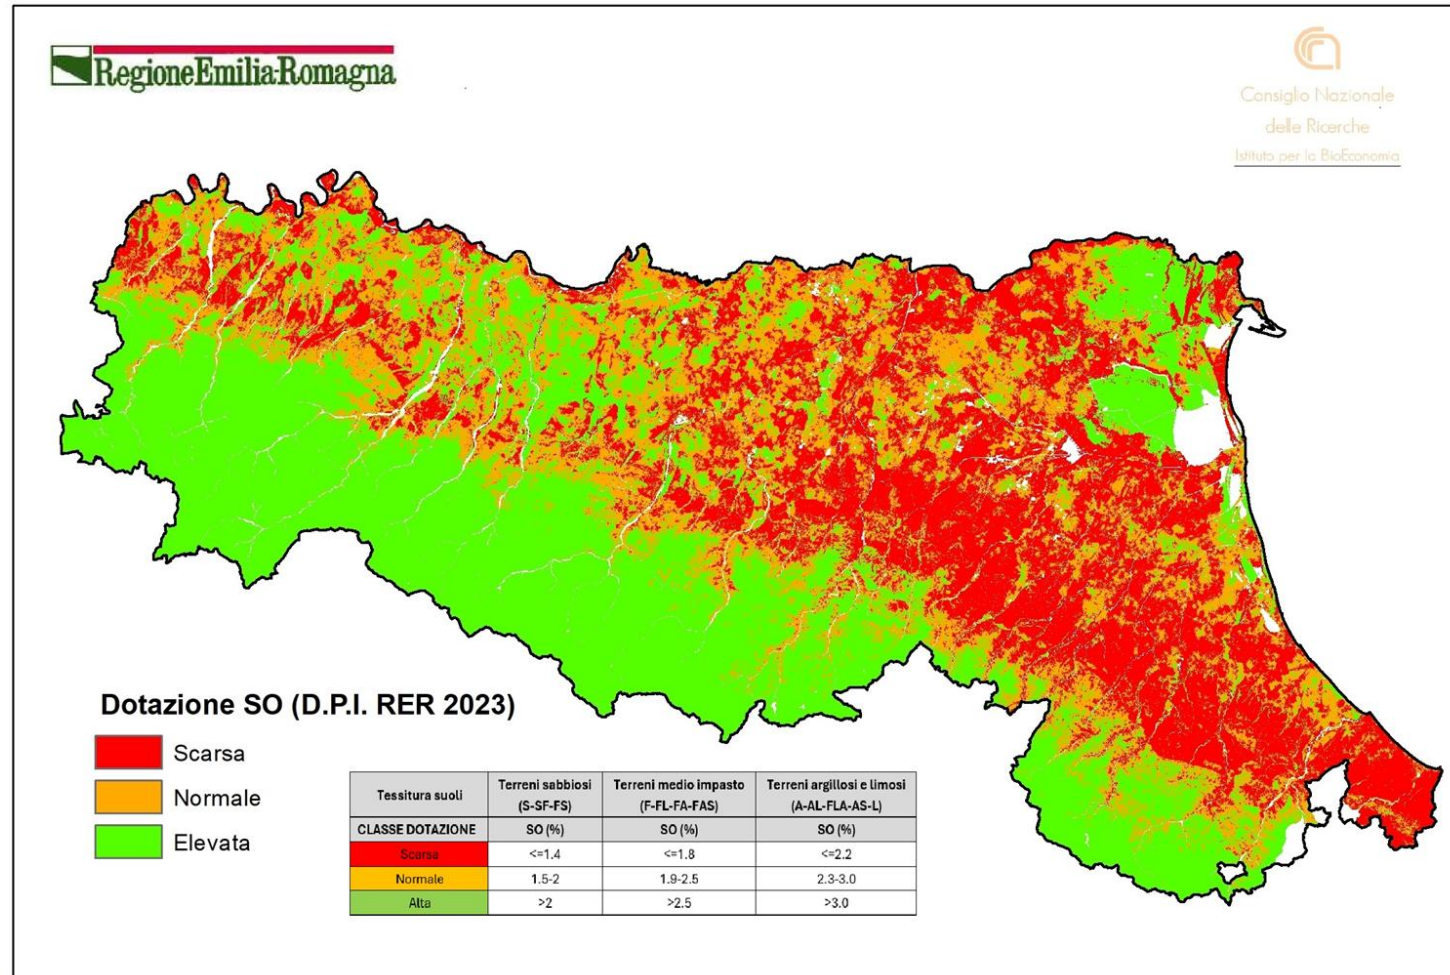 RegioneEmilia-Romagna
Consiglio Nazionale
delle Ricerche
Istituto per la BioEconomia
Dotazione SO (D.P.I. RER 2023)
Scarsa
Normale
Elevata
Tessitura suoli Terreni sabbiosi Terreni medio impasto Terreni argillosi e limosi
(S-SF-FS) (F-FL-FA-FAS) (A-AL-FLA-AS-L)
CLASSE DOTAZIONE SO (%) SO (%) SO (%)
Scarsa <=1.4 <=1.8 <=2.2
Normale 1.5-2 1.9-2.5 2.3-3.0
Alta >2 >2.5 >3.0